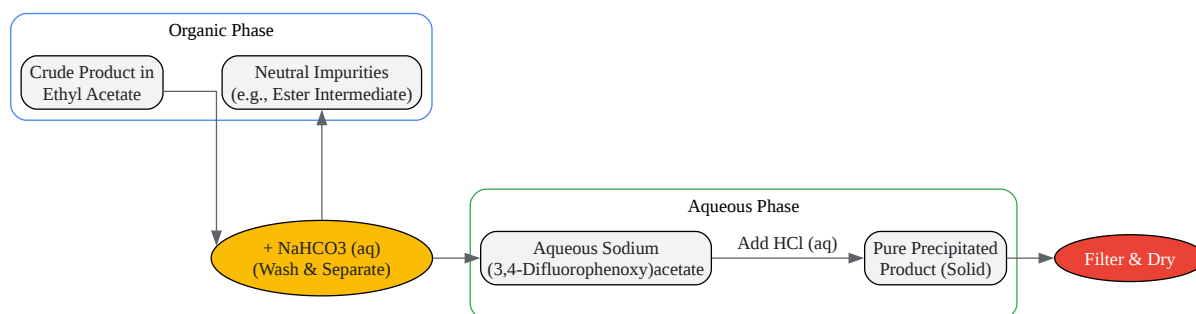 Organic Phase
Crude Product in
Ethyl Acetate
Neutral Impurities
(e.g., Ester Intermediate)
+ NaHCO3 (aq)
(Wash & Separate)
Aqueous Phase
Aqueous Sodium
(3,4-Difluorophenoxy)acetate
Add HCl (aq)
Pure Precipitated
Product (Solid)
Filter & Dry